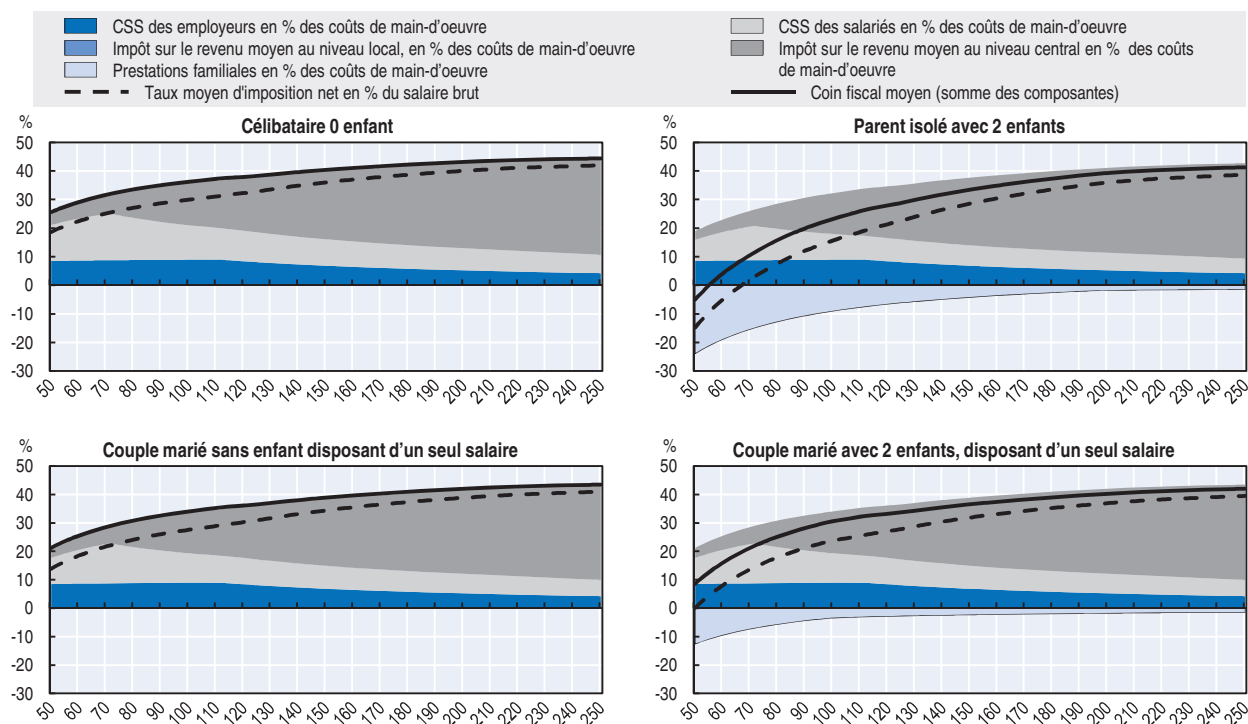 CSS des employeurs en % des coûts de main-d'oeuvre
Impôt sur le revenu moyen au niveau local, en % des coûts de main-d'oeuvre
Prestations familiales en % des coûts de main-d'oeuvre
Taux moyen d'imposition net en % du salaire brut
CSS des salariés en % des coûts de main-d'oeuvre
Impôt sur le revenu moyen au niveau central en % des coûts
de main-d'oeuvre
Coin fiscal moyen (somme des composantes)
%
Célibataire 0 enfant
50
40
30
20
10
0
-10
-20
-30
50 60 70 80 90 100 110 120 130 140 150 160 170 180 190 200 210 220 230 240 250
%
Parent isolé avec 2 enfants
50
40
30
20
10
0
-10
-20
-30
50 60 70 80 90 100 110 120 130 140 150 160 170 180 190 200 210 220 230 240 250
%
Couple marié sans enfant disposant d’un seul salaire
50
40
30
20
10
0
-10
-20
-30
50 60 70 80 90 100 110 120 130 140 150 160 170 180 190 200 210 220 230 240 250
%
Couple marié avec 2 enfants, disposant d’un seul salaire
50
40
30
20
10
0
-10
-20
-30
50 60 70 80 90 100 110 120 130 140 150 160 170 180 190 200 210 220 230 240 250